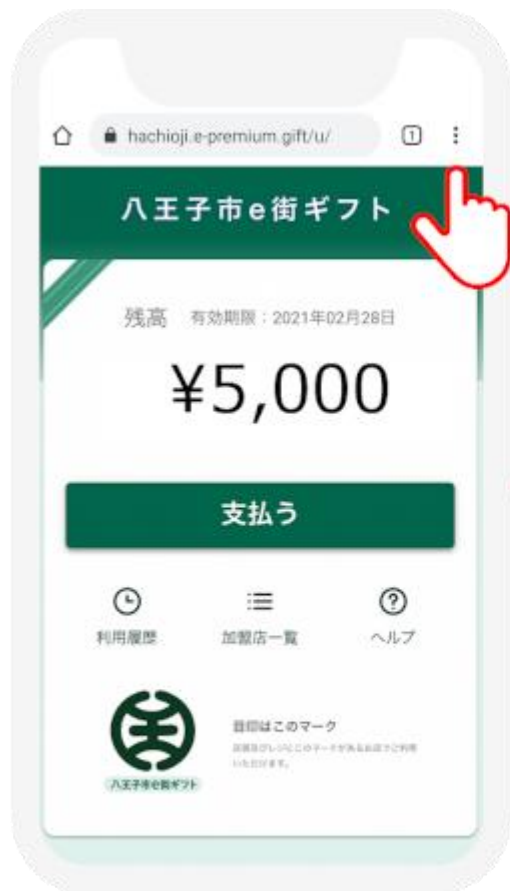 hachioji.e-premium.gift/u/
1
八王子市e街ギフト
残高 有効期限：2021年02月28日
¥5,000
支払う
利用履歴 加盟店一覧 ヘルプ
目印はこのマーク
八王子市e街ギフト